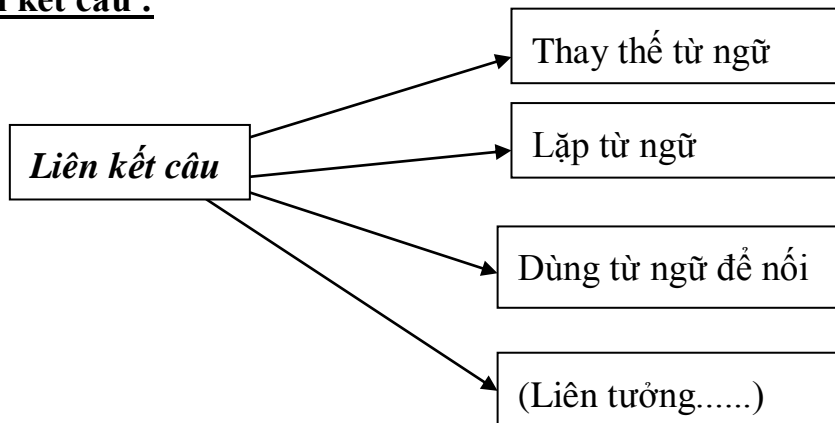 kết câu :
Thay thế từ ngữ
Lặp từ ngữ
Liên kết câu
Dùng từ ngữ để nối
(Liên tưởng......)